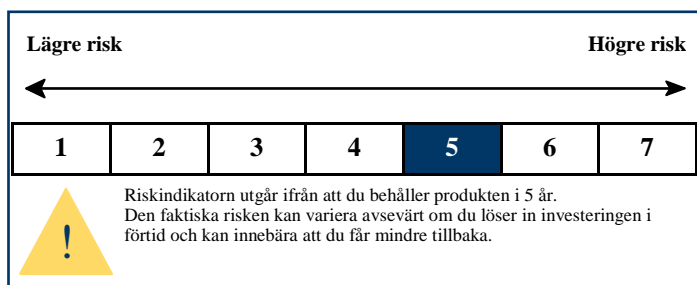 Lägre risk Högre risk
1 2 3 4 5 6 7
Riskindikatorn utgår ifrån att du behåller produkten i 5 år.
Den faktiska risken kan variera avsevärt om du löser in investeringen i
förtid och kan innebära att du får mindre tillbaka.
!